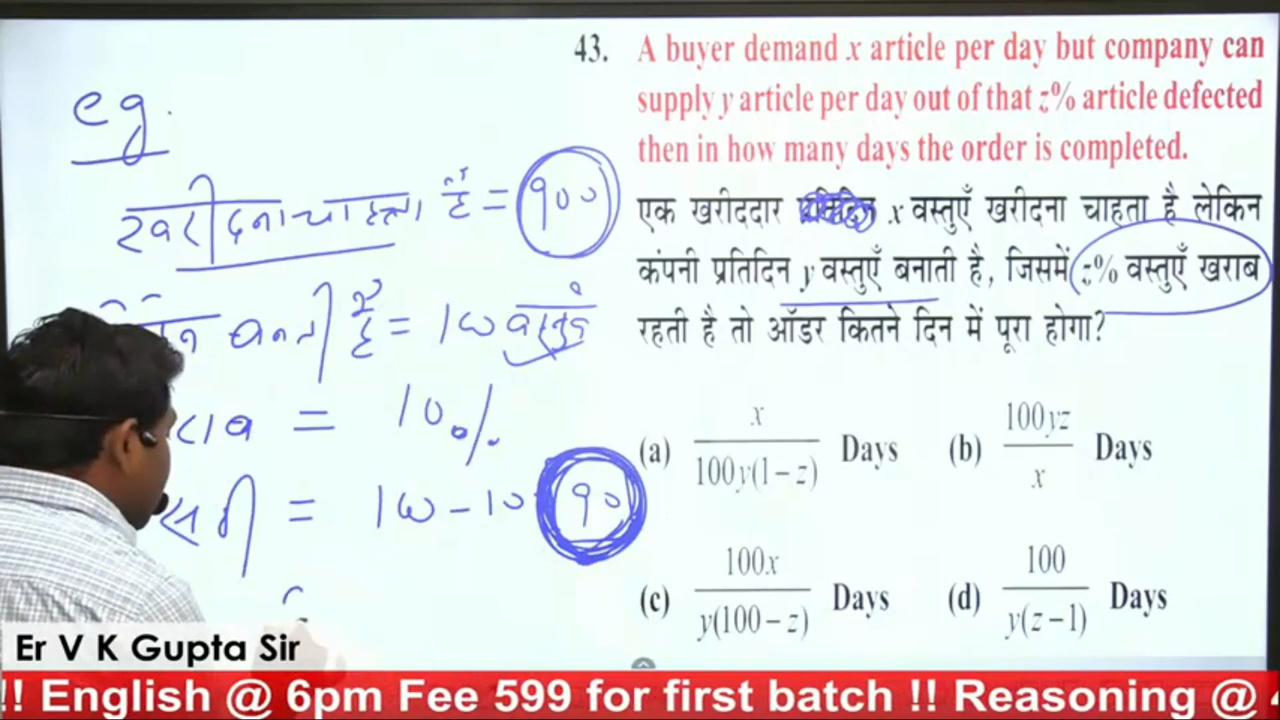 eg.
खरीदना चाहता है = 900
है = 100 वस्तुएं
= 10%
सही = 100 - 10 90
43. A buyer demand x article per day but company can
supply y article per day out of that z% article defected
then in how many days the order is completed.
एक खरीददार x वस्तुएँ खरीदना चाहता है लेकिन
कंपनी प्रतिदिन y वस्तुएँ बनाती है, जिसमें z% वस्तुएँ खराब
रहती है तो ऑडर कितने दिन में पूरा होगा?
(a) x / 100y(1 – z) Days (b) 100yz / x Days
(c) 100x / y(100 – z) Days (d) 100 / y(z – 1) Days
Er V K Gupta Sir
!! English @ 6pm Fee 599 for first batch !! Reasoning @